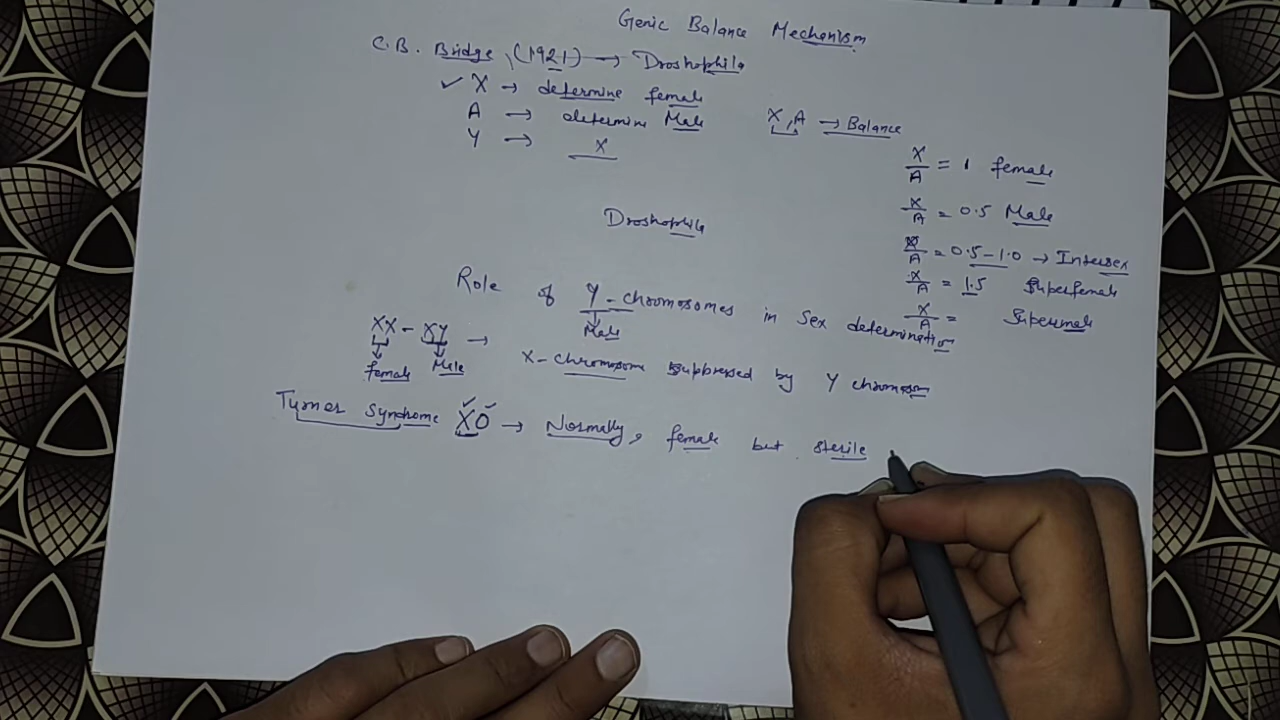 Genic Balance Mechanism
C.B. Bridge, (1921) → Droshophila
✓ X → determine female
A → determine Male
Y → x
X, A → Balance
X/A = 1 female
X/A = 0.5 Male
X/A = 0.5-1.0 → Intersex
X/A = 1.5 Superfemale
X/A = Supermale
Droshophila
Role of Y-chromosomes in Sex determination
Male
XX - XY →
female Male
X-chromosome suppressed by Y chromosom
Turner Syndrome XO → Normally, female but sterile